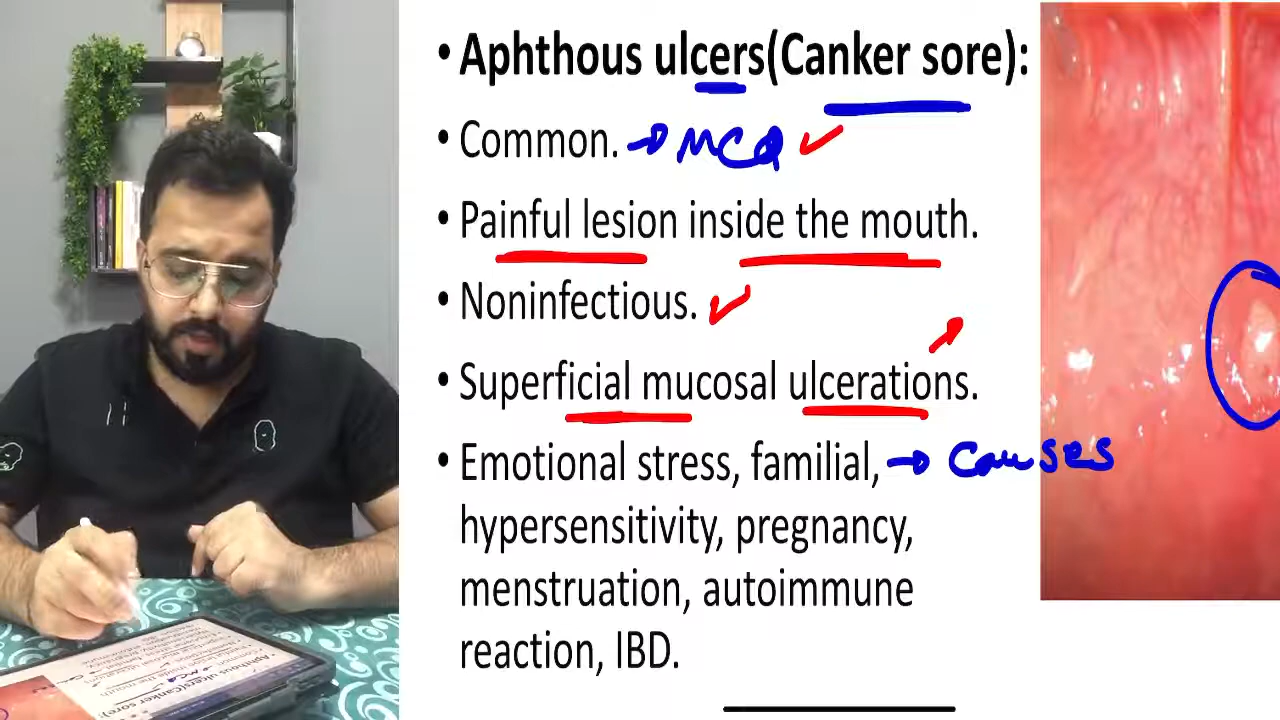 • Aphthous ulcers(Canker sore):
• Common. → MCQ ✓
• Painful lesion inside the mouth.
• Noninfectious. ✓
• Superficial mucosal ulcerations.
• Emotional stress, familial, → causes
hypersensitivity, pregnancy,
menstruation, autoimmune
reaction, IBD.